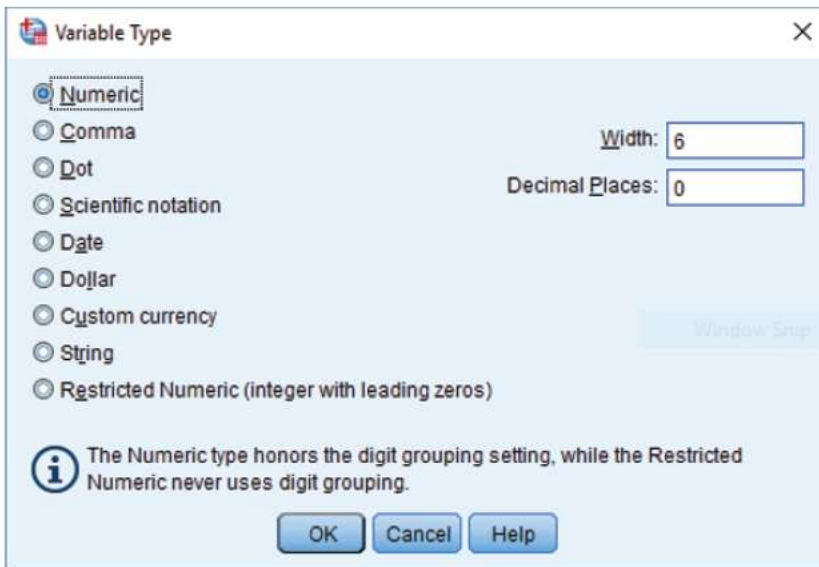 Variable Type
Numeric
Comma
Width: 6
Dot
Decimal Places: 0
Scientific notation
Date
Dollar
Custom currency
Window Snip
String
Restricted Numeric (integer with leading zeros)
The Numeric type honors the digit grouping setting, while the Restricted
Numeric never uses digit grouping.
OK Cancel Help